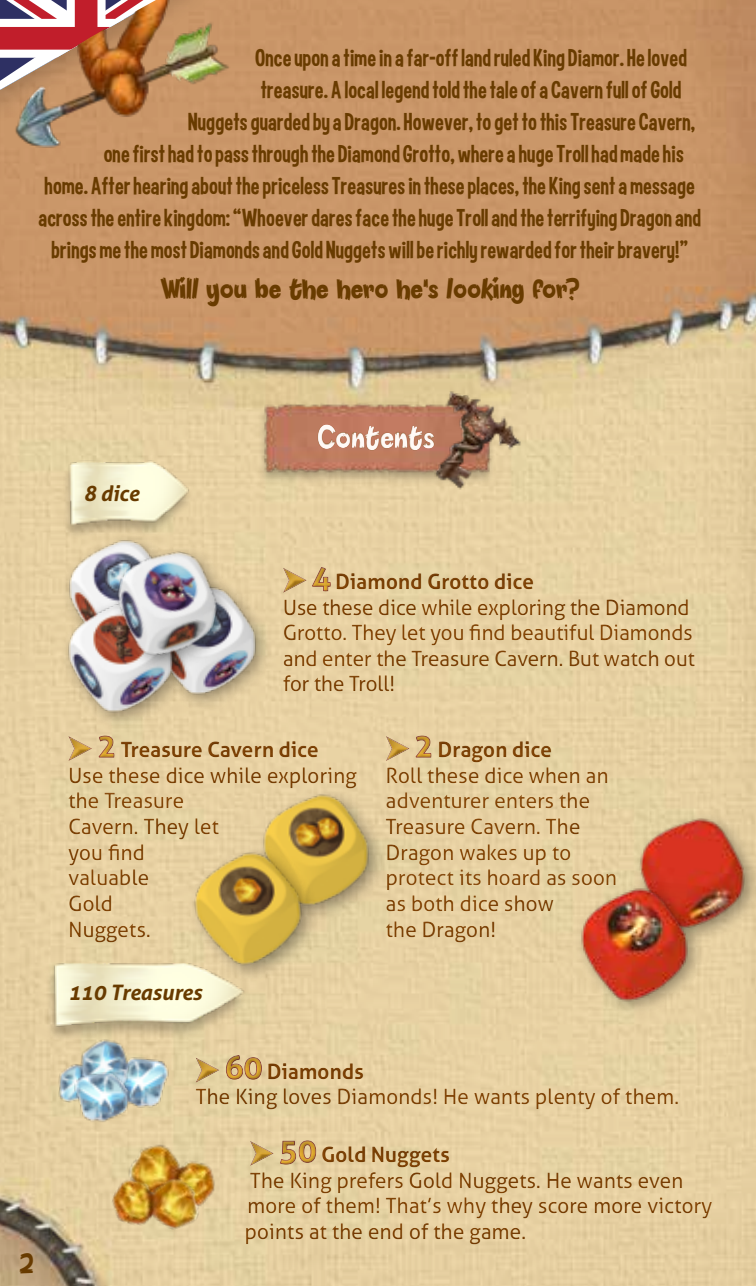 Once upon a time in a far-off land ruled King Diamor. He loved
treasure. A local legend told the tale of a Cavern full of Gold
Nuggets guarded by a Dragon. However, to get to this Treasure Cavern,
one first had to pass through the Diamond Grotto, where a huge Troll had made his
home. After hearing about the priceless Treasures in these places, the King sent a message
across the entire kingdom: “Whoever dares face the huge Troll and the terrifying Dragon and
brings me the most Diamonds and Gold Nuggets will be richly rewarded for their bravery!”
Will you be the hero he's looking for?
Contents
8 dice
4 Diamond Grotto dice
Use these dice while exploring the Diamond
Grotto. They let you find beautiful Diamonds
and enter the Treasure Cavern. But watch out
for the Troll!
2 Treasure Cavern dice
Use these dice while exploring
the Treasure
Cavern. They let
you find
valuable
Gold
Nuggets.
2 Dragon dice
Roll these dice when an
adventurer enters the
Treasure Cavern. The
Dragon wakes up to
protect its hoard as soon
as both dice show
the Dragon!
110 Treasures
60 Diamonds
The King loves Diamonds! He wants plenty of them.
50 Gold Nuggets
The King prefers Gold Nuggets. He wants even
more of them! That’s why they score more victory
points at the end of the game.
2